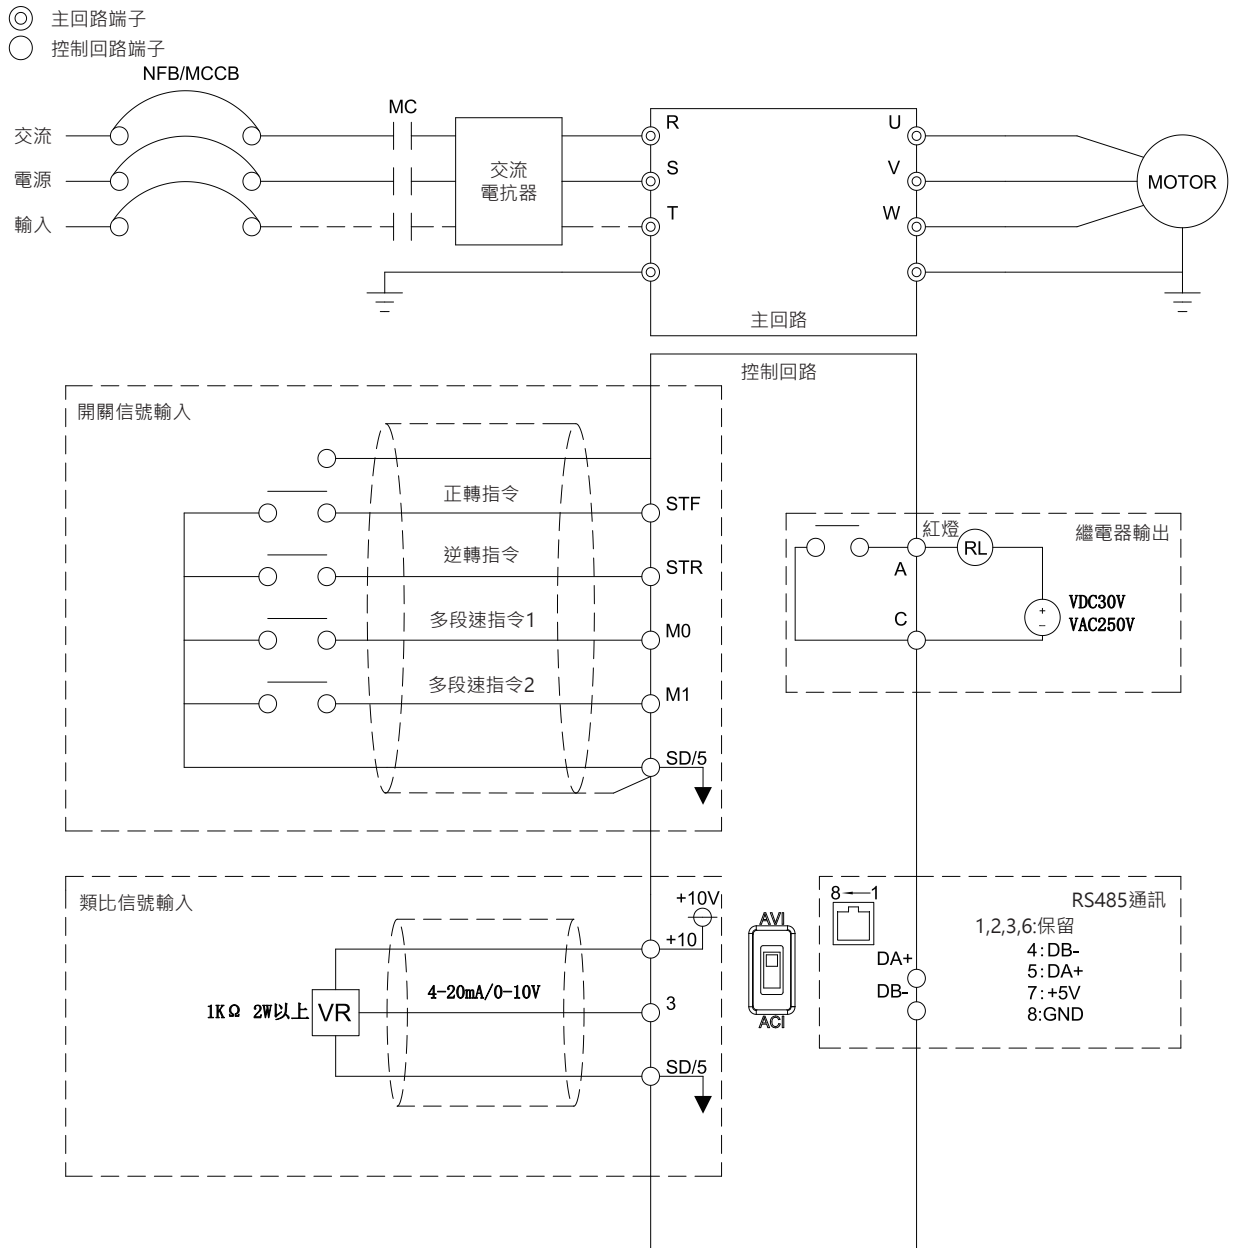 主回路端子
控制回路端子
NFB/MCCB
MC
交流
電源
輸入
交流
電抗器
R
S
T
U
V
W
MOTOR
主回路
控制回路
開關信號輸入
正轉指令
STF
逆轉指令
STR
多段速指令1
M0
多段速指令2
M1
SD/5
紅燈
RL
繼電器輸出
A
C
+
−
VDC30V
VAC250V
類比信號輸入
+10V
+10
4-20mA/0-10V
3
1KΩ 2W以上
VR
SD/5
AVI
ACI
8
1
RS485通訊
1,2,3,6:保留
4:DB-
5:DA+
7:+5V
8:GND
DA+
DB-